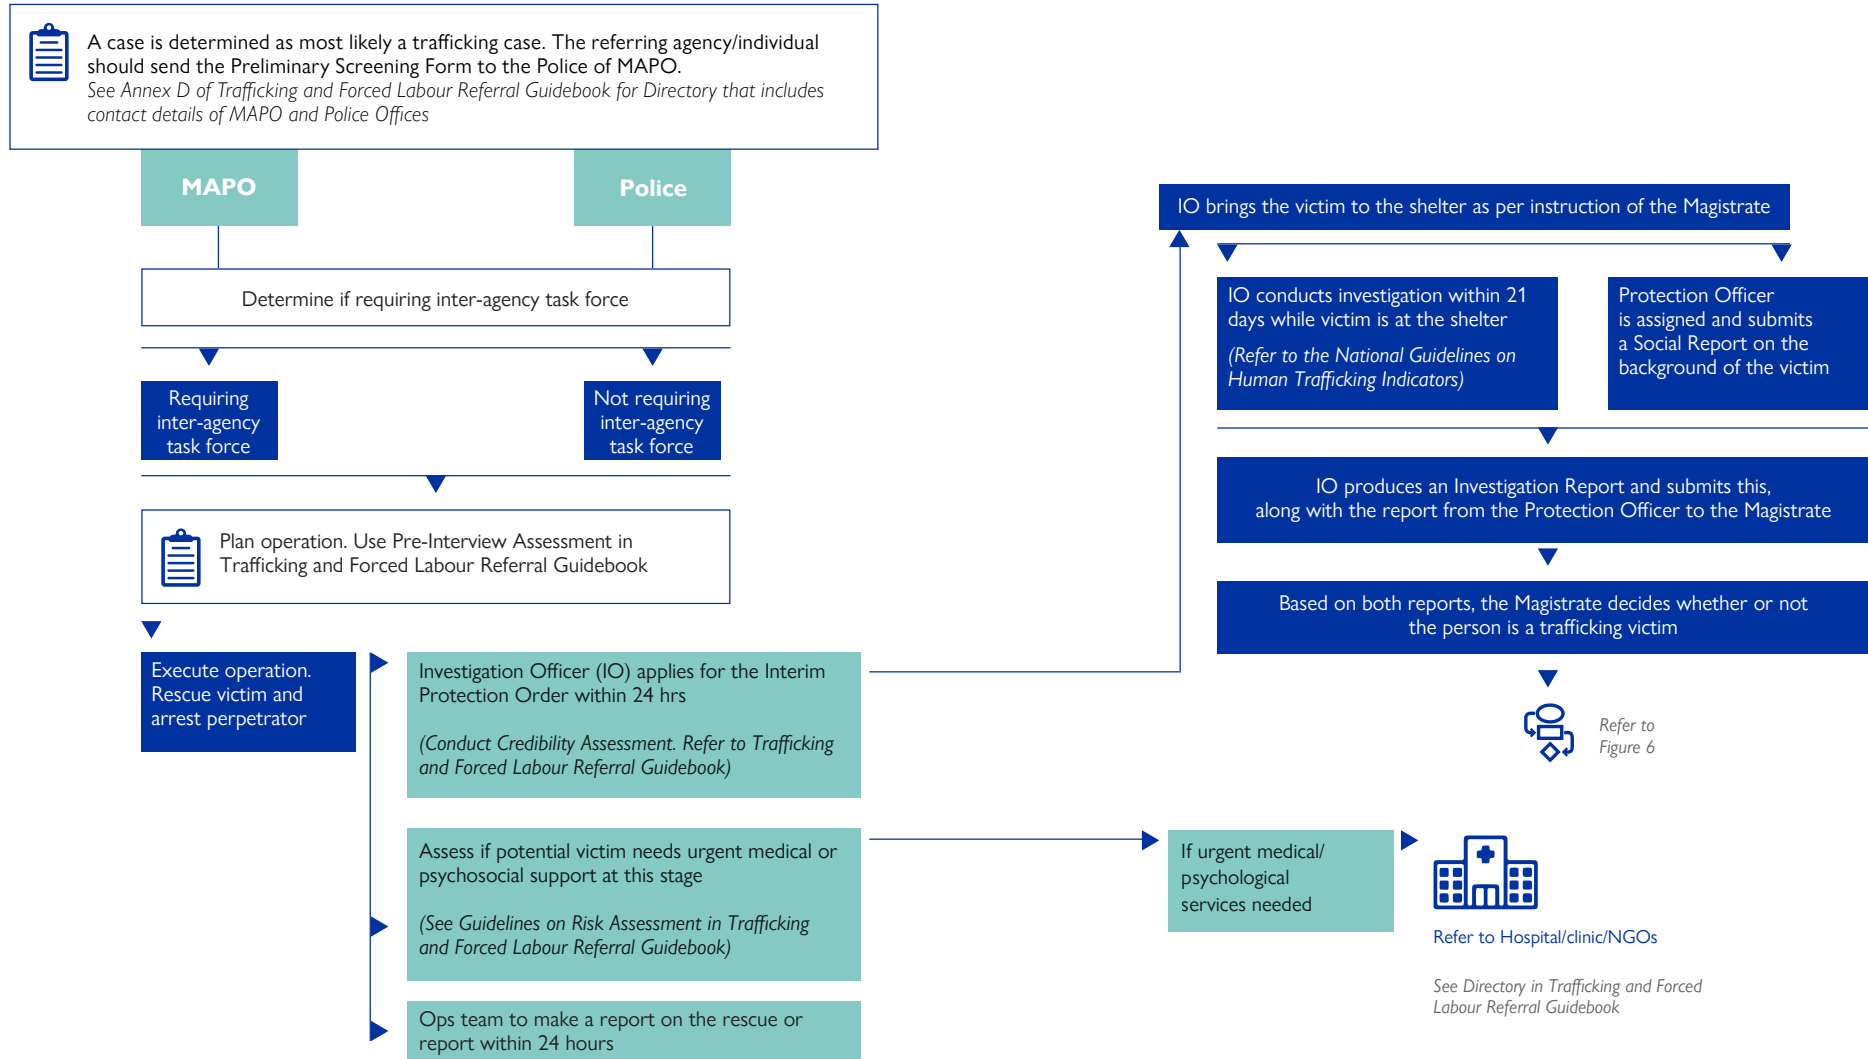 A case is determined as most likely a trafficking case. The referring agency/individual
should send the Preliminary Screening Form to the Police of MAPO.
See Annex D of Trafficking and Forced Labour Referral Guidebook for Directory that includes
contact details of MAPO and Police Offices
MAPO
Police
Determine if requiring inter-agency task force
Requiring
inter-agency
task force
Not requiring
inter-agency
task force
Plan operation. Use Pre-Interview Assessment in
Trafficking and Forced Labour Referral Guidebook
Execute operation.
Rescue victim and
arrest perpetrator
Investigation Officer (IO) applies for the Interim
Protection Order within 24 hrs
(Conduct Credibility Assessment. Refer to Trafficking
and Forced Labour Referral Guidebook)
Assess if potential victim needs urgent medical or
psychosocial support at this stage
(See Guidelines on Risk Assessment in Trafficking
and Forced Labour Referral Guidebook)
Ops team to make a report on the rescue or
report within 24 hours
IO brings the victim to the shelter as per instruction of the Magistrate
IO conducts investigation within 21
days while victim is at the shelter
(Refer to the National Guidelines on
Human Trafficking Indicators)
Protection Officer
is assigned and submits
a Social Report on the
background of the victim
IO produces an Investigation Report and submits this,
along with the report from the Protection Officer to the Magistrate
Based on both reports, the Magistrate decides whether or not
the person is a trafficking victim
Refer to
Figure 6
If urgent medical/
psychological
services needed
Refer to Hospital/clinic/NGOs
See Directory in Trafficking and Forced
Labour Referral Guidebook